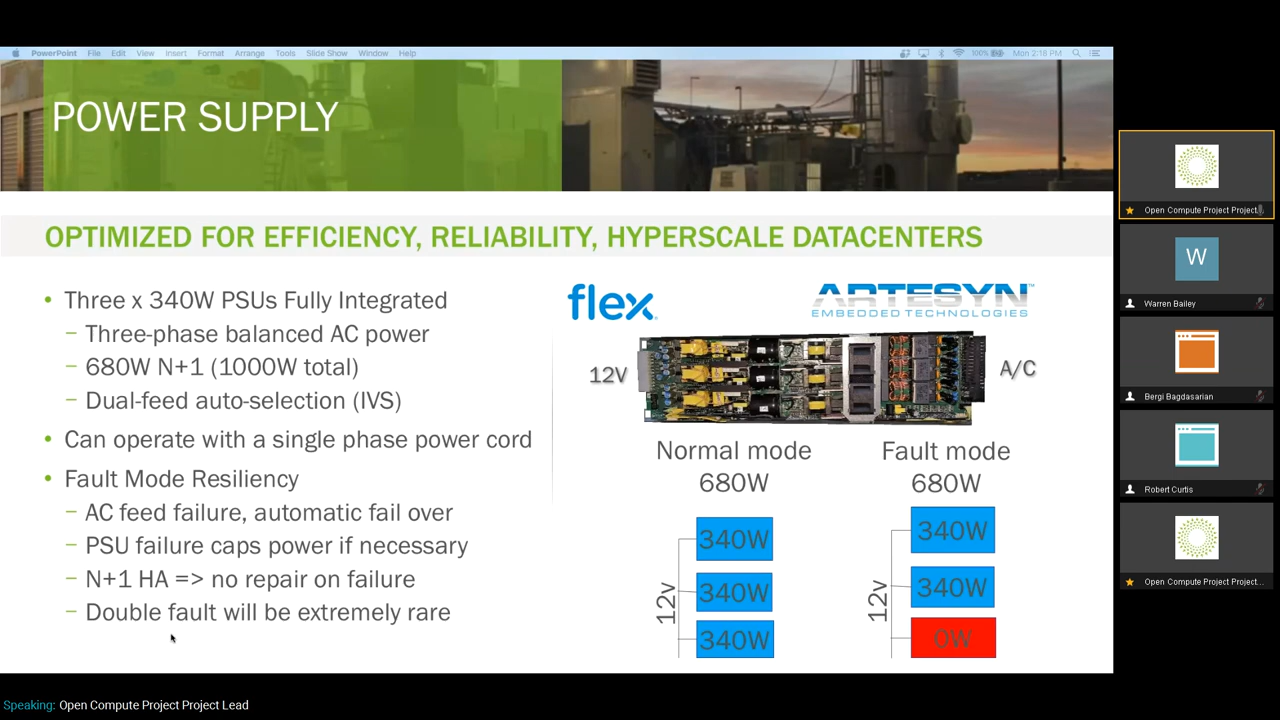 PowerPoint File Edit View Insert Format Arrange Tools Slide Show Window Help
100% Mon 2:18 PM
POWER SUPPLY
OPTIMIZED FOR EFFICIENCY, RELIABILITY, HYPERSCALE DATACENTERS
• Three x 340W PSUs Fully Integrated
– Three-phase balanced AC power
– 680W N+1 (1000W total)
– Dual-feed auto-selection (IVS)
• Can operate with a single phase power cord
• Fault Mode Resiliency
– AC feed failure, automatic fail over
– PSU failure caps power if necessary
– N+1 HA => no repair on failure
– Double fault will be extremely rare
flex
ARTESYN™
EMBEDDED TECHNOLOGIES
12V
A/C
Normal mode
680W
340W
340W
340W
12v
Fault mode
680W
340W
340W
0W
12v
Open Compute Project Project
W
Warren Bailey
Bergi Bagdasarian
Robert Curtis
Open Compute Project Project...
Speaking: Open Compute Project Project Lead